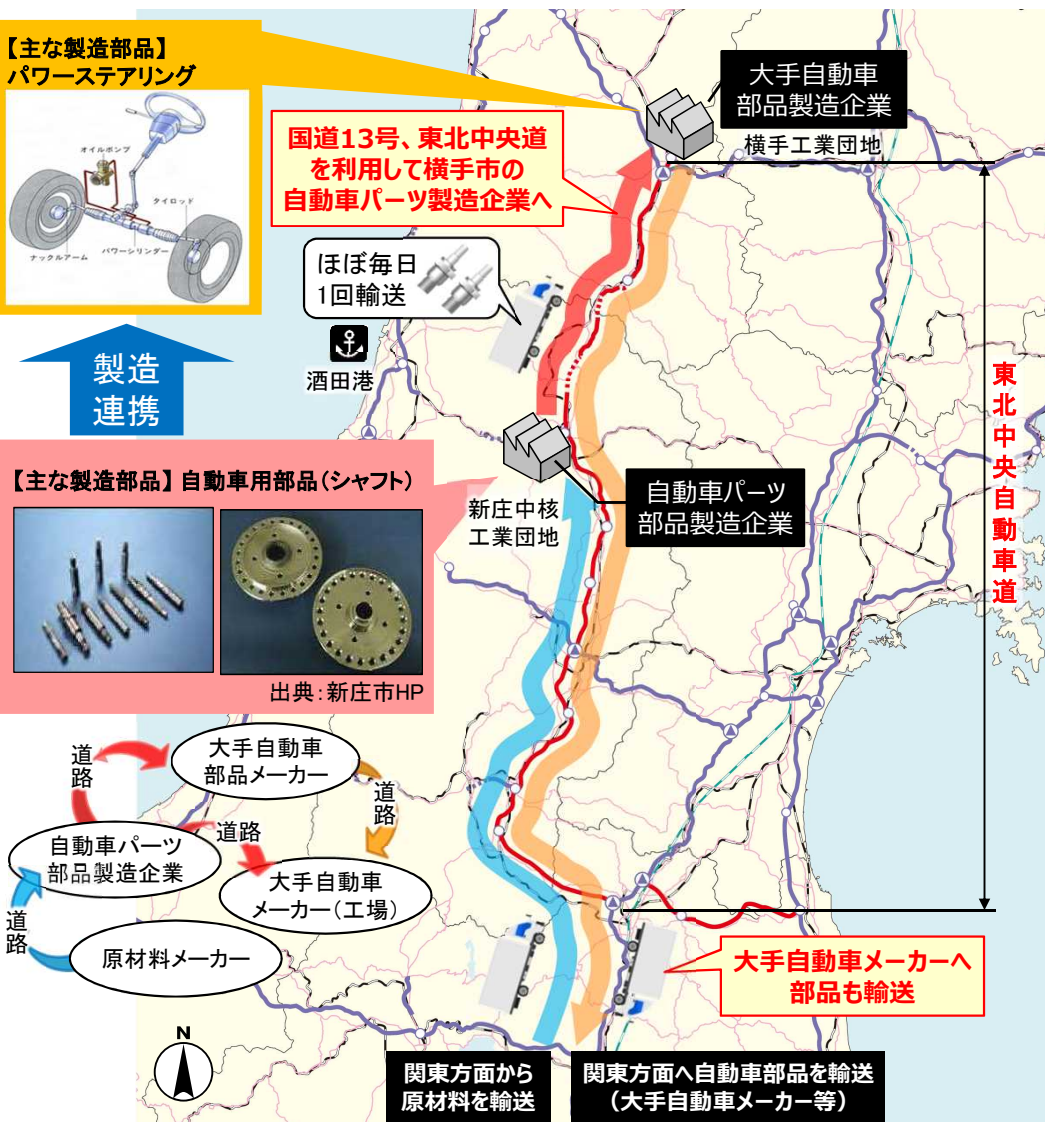 【主な製造部品】
パワーステアリング
オイルポンプ
タイロッド
パワーシリンダー
ナックルアーム
大手自動車
部品製造企業
横手工業団地
国道13号、東北中央道
を利用して横手市の
自動車パーツ製造企業へ
ほぼ毎日
1回輸送
酒田港
製造
連携
東北中央自動車道
【主な製造部品】自動車用部品(シャフト)
出典:新庄市HP
新庄中核
工業団地
自動車パーツ
部品製造企業
道路
大手自動車
部品メーカー
道路
自動車パーツ
部品製造企業
道路
大手自動車
メーカー(工場)
道路
原材料メーカー
大手自動車メーカーへ
部品も輸送
N
関東方面から
原材料を輸送
関東方面へ自動車部品を輸送
(大手自動車メーカー等)